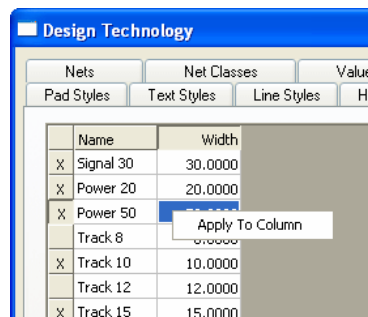 Design Technology
Nets Net Classes Value
Pad Styles Text Styles Line Styles H
Name Width
X Signal 30 30.0000
X Power 20 20.0000
X Power 50
Apply To Column
Track 8
X Track 10 10.0000
Track 12 12.0000
X Track 15 15.0000